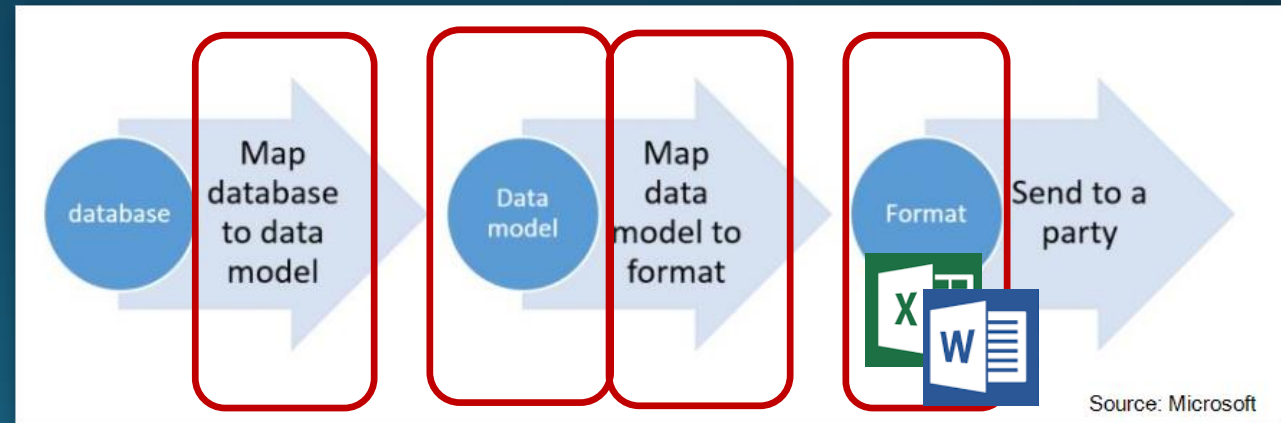 database
Map
database
to data
model
Data
model
Map
data
model to
format
Format
Send to a
party
X
W
Source: Microsoft